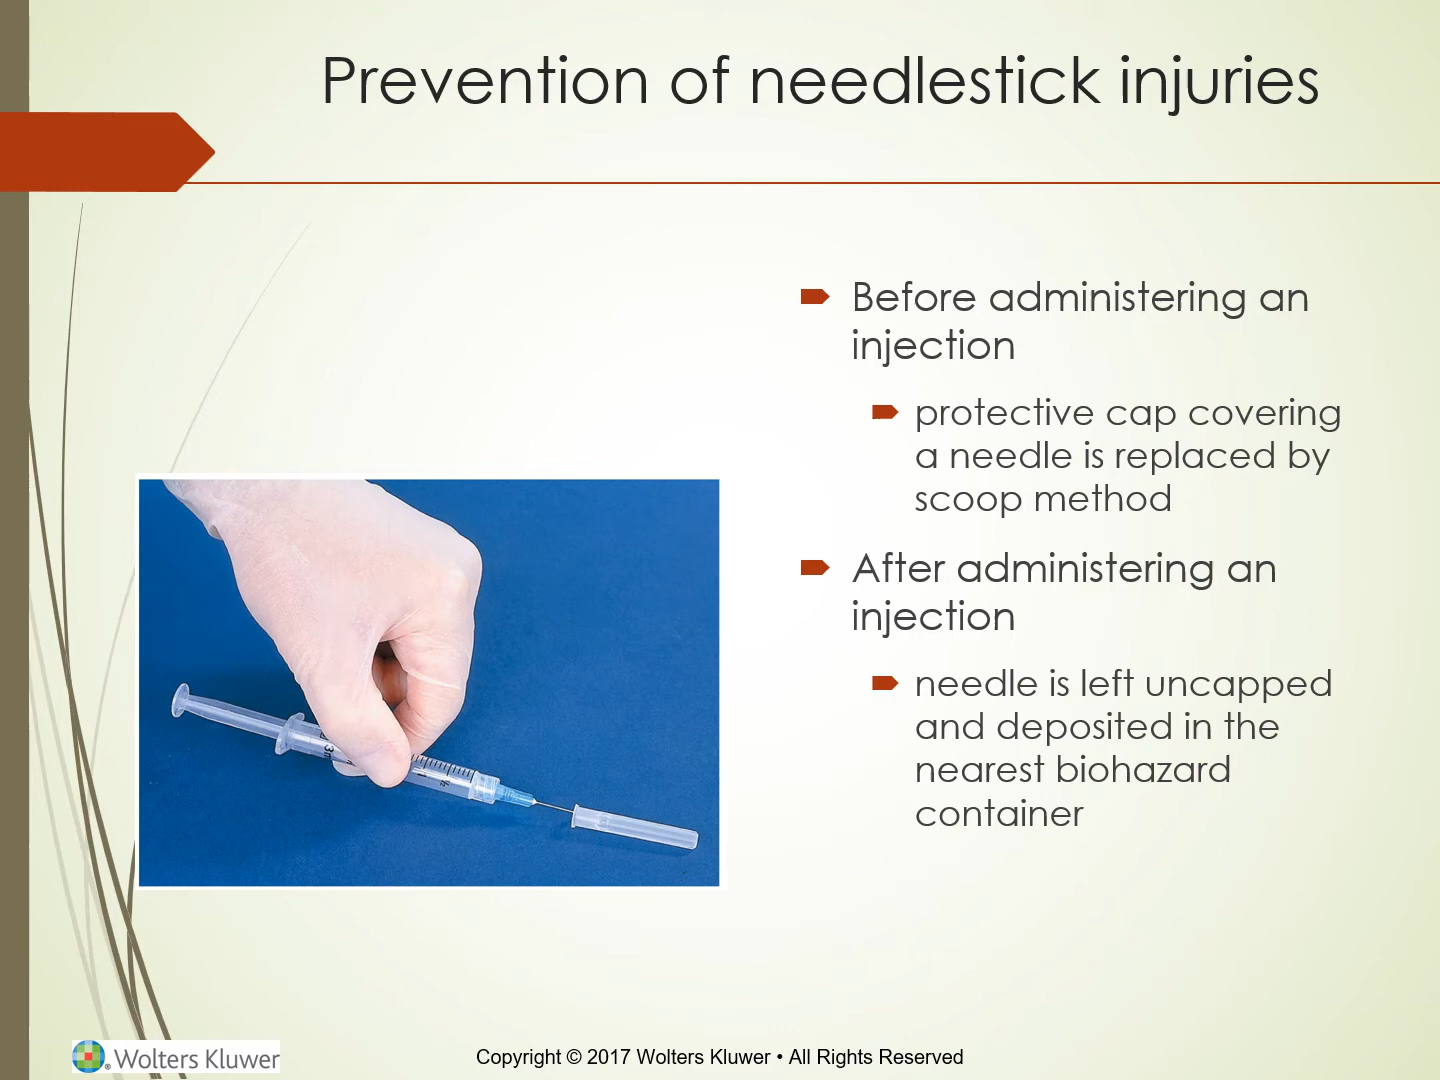 Prevention of needlestick injuries
Before administering an
injection
protective cap covering
a needle is replaced by
scoop method
After administering an
injection
needle is left uncapped
and deposited in the
nearest biohazard
container
Wolters Kluwer
Copyright © 2017 Wolters Kluwer • All Rights Reserved